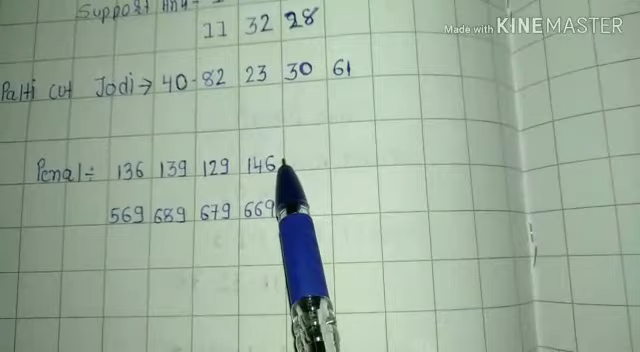 Made with KINEMASTER
Support
11 32 28
Palti cut Jodi → 40-82 23 30 61
Penal÷ 136 139 129 146
569 689 679 669